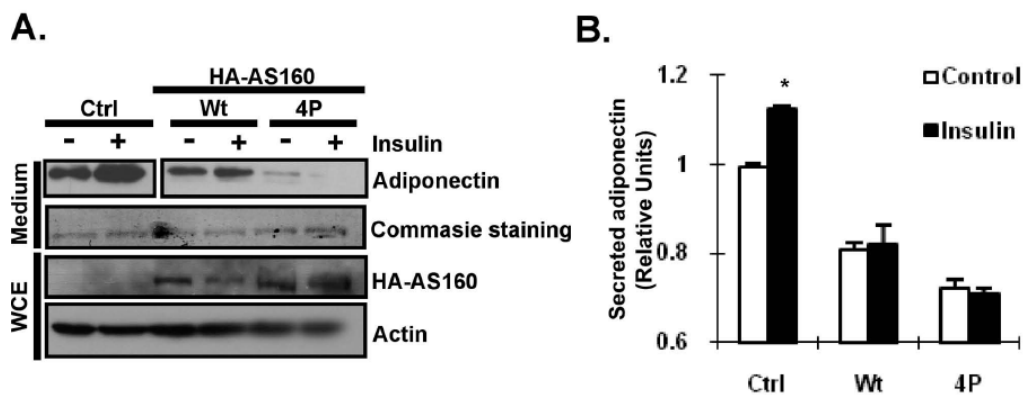 A.
HA-AS160
Ctrl Wt 4P
- + - + - + Insulin
Medium
Adiponectin
Commasie staining
WCE
HA-AS160
Actin
B.
Secreted adiponectin
(Relative Units)
1.2
1
0.8
0.6
*
Control
Insulin
Ctrl Wt 4P